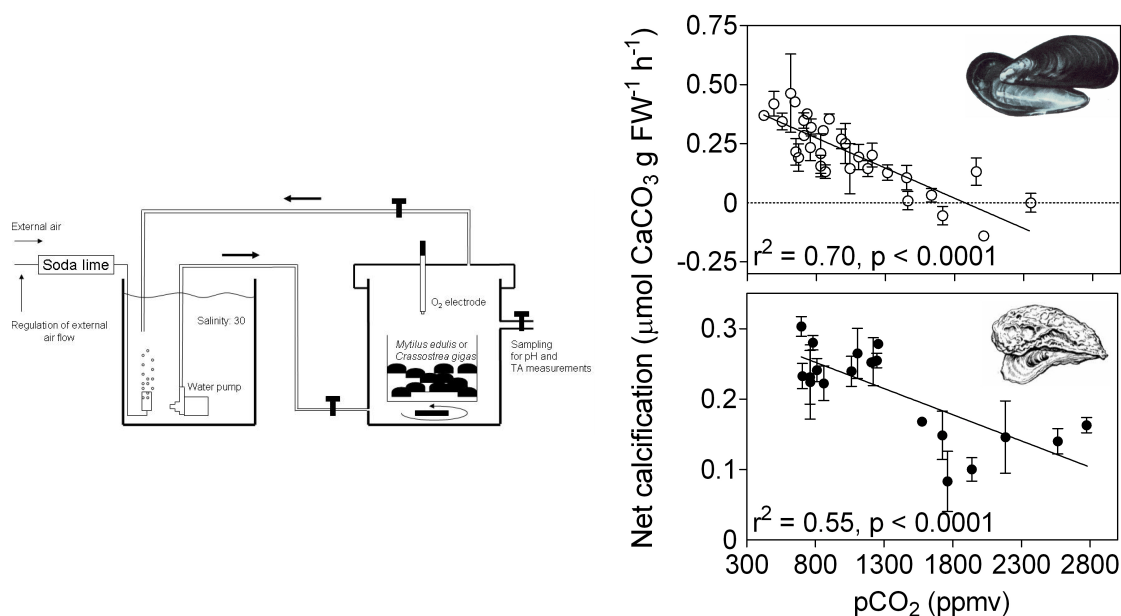 External air
Soda lime
Regulation of external
air flow
Salinity: 30
Water pump
O₂ electrode
Mytilus edulis or
Crassostrea gigas
Sampling
for pH and
TA measurements
Net calcification (μmol CaCO₃ g FW⁻¹ h⁻¹)
0.75
0.50
0.25
0
-0.25
r² = 0.70, p < 0.0001
0.3
0.2
0.1
0
r² = 0.55, p < 0.0001
300 800 1300 1800 2300 2800
pCO₂ (ppmv)